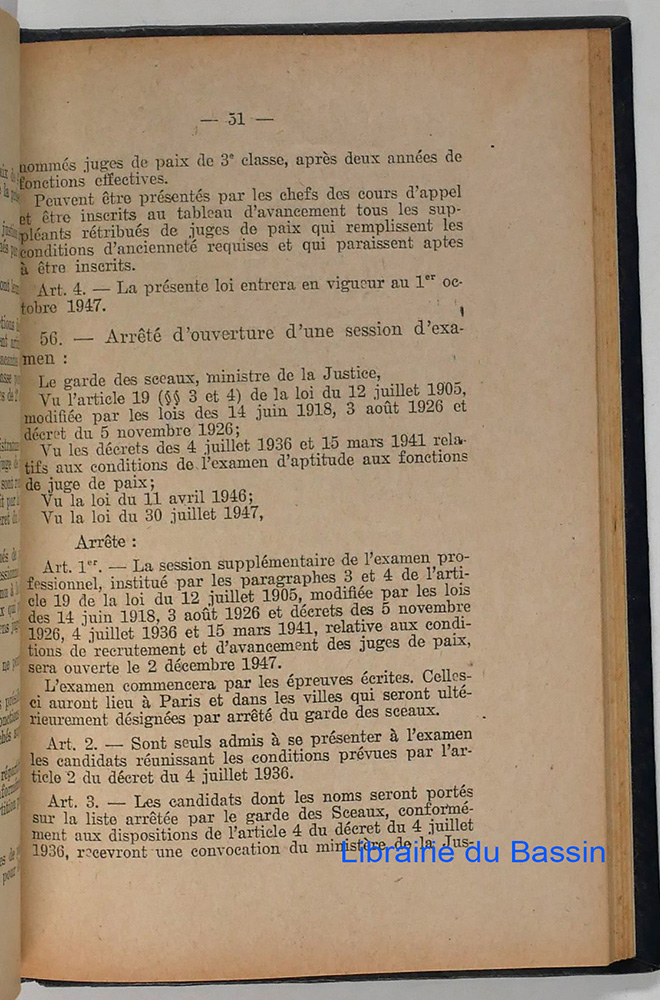 — 51 —
nommés juges de paix de 3e classe, après deux années de
fonctions effectives.
Peuvent être présentés par les chefs des cours d'appel
et être inscrits au tableau d'avancement tous les sup-
pléants rétribués de juges de paix qui remplissent les
conditions d'ancienneté requises et qui paraissent aptes
à être inscrits.
Art. 4. — La présente loi entrera en vigueur au 1er oc-
tobre 1947.
56. — Arrêté d'ouverture d'une session d'exa-
men :
Le garde des sceaux, ministre de la Justice,
Vu l'article 19 (§§ 3 et 4) de la loi du 12 juillet 1905,
modifiée par les lois des 14 juin 1918, 3 août 1926 et
décret du 5 novembre 1926;
Vu les décrets des 4 juillet 1936 et 15 mars 1941 rela-
tifs aux conditions de l'examen d'aptitude aux fonctions
de juge de paix;
Vu la loi du 11 avril 1946;
Vu la loi du 30 juillet 1947,
Arrête :
Art. 1er. — La session supplémentaire de l'examen pro-
fessionnel, institué par les paragraphes 3 et 4 de l'arti-
cle 19 de la loi du 12 juillet 1905, modifiée par les lois
des 14 juin 1918, 3 août 1926 et décrets des 5 novembre
1926, 4 juillet 1936 et 15 mars 1941, relative aux condi-
tions de recrutement et d'avancement des juges de paix,
sera ouverte le 2 décembre 1947.
L'examen commencera par les épreuves écrites. Celles-
ci auront lieu à Paris et dans les villes qui seront ulté-
rieurement désignées par arrêté du garde des sceaux.
Art. 2. — Sont seuls admis à se présenter à l'examen
les candidats réunissant les conditions prévues par l'ar-
ticle 2 du décret du 4 juillet 1936.
Art. 3. — Les candidats dont les noms seront portés
sur la liste arrêtée par le garde des Sceaux, conformé-
ment aux dispositions de l'article 4 du décret du 4 juillet
1936, recevront une convocation du ministère de la Jus-
Librairie du Bassin